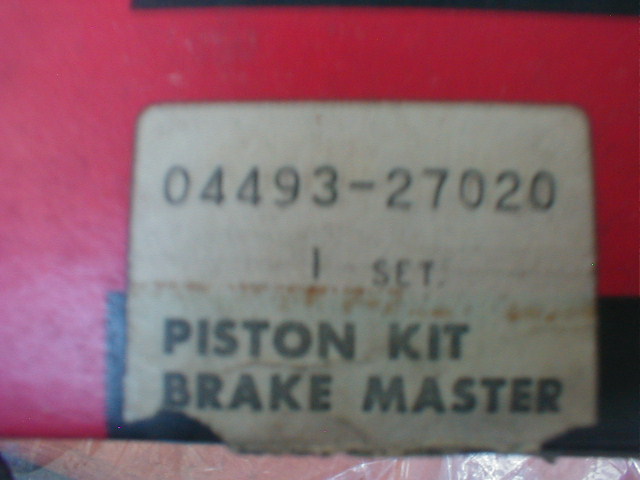 04493-27020
1 SET.
PISTON KIT
BRAKE MASTER